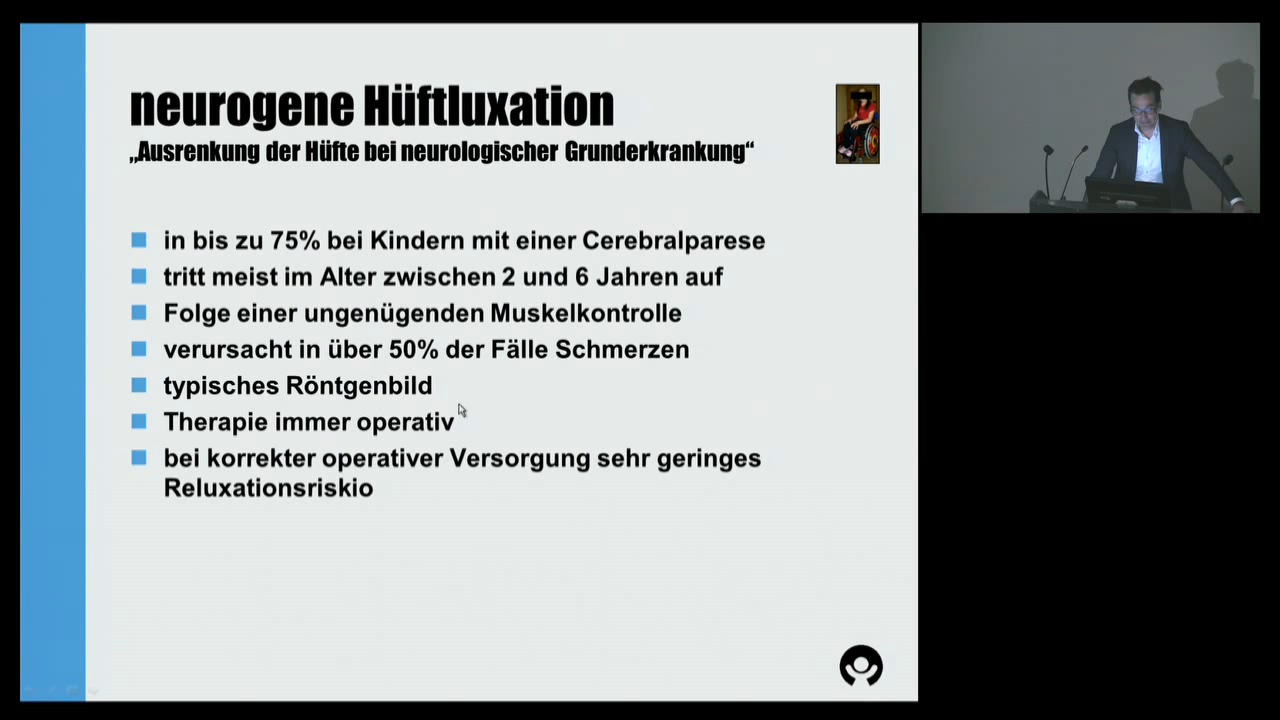 neurogene Hüftluxation
„Ausrenkung der Hüfte bei neurologischer Grunderkrankung“
in bis zu 75% bei Kindern mit einer Cerebralparese
tritt meist im Alter zwischen 2 und 6 Jahren auf
Folge einer ungenügenden Muskelkontrolle
verursacht in über 50% der Fälle Schmerzen
typisches Röntgenbild
Therapie immer operativ
bei korrekter operativer Versorgung sehr geringes
Reluxationsriskio